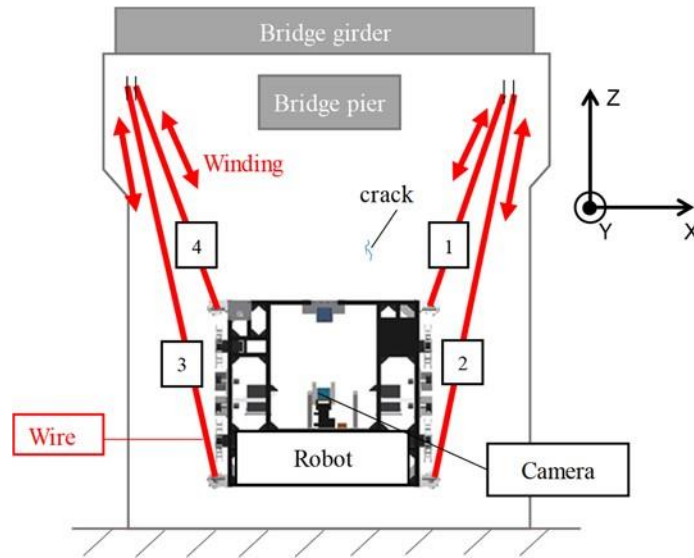 Bridge girder
Bridge pier
Z
X
Y
Winding
crack
4
1
3
2
Wire
Robot
Camera